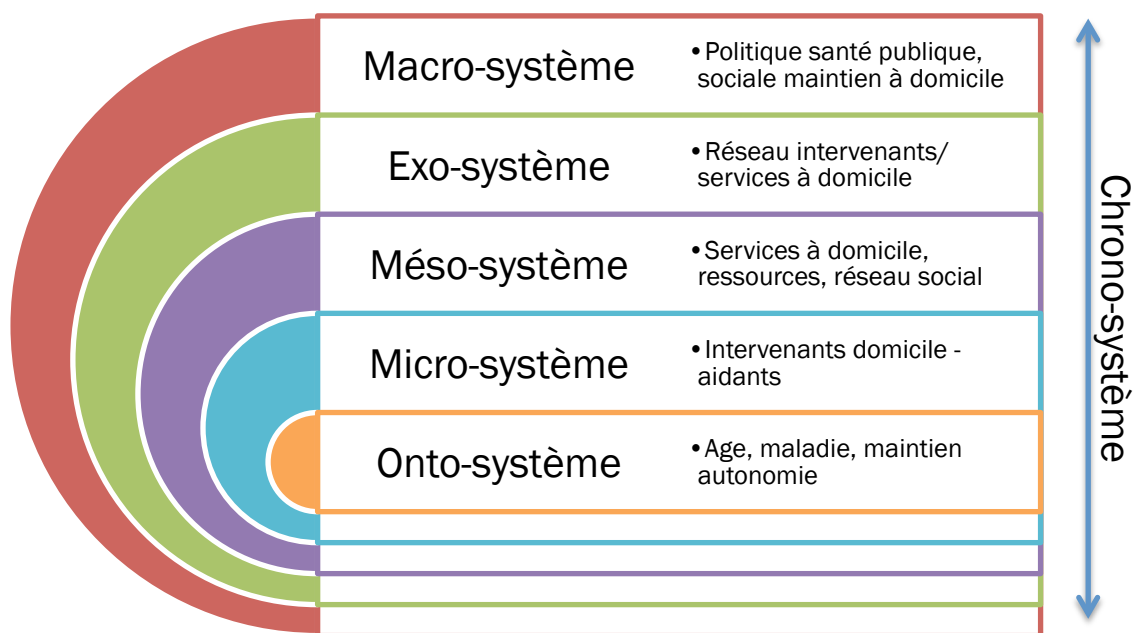 Macro-système
•Politique santé publique,
sociale maintien à domicile
Exo-système
•Réseau intervenants/
services à domicile
Méso-système
•Services à domicile,
ressources, réseau social
Micro-système
•Intervenants domicile -
aidants
Onto-système
•Age, maladie, maintien
autonomie
Chrono-système